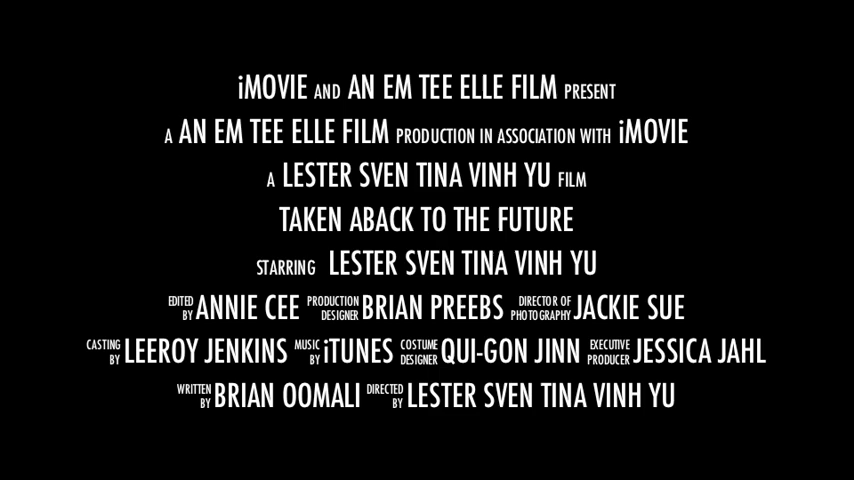 iMOVIE AND AN EM TEE ELLE FILM PRESENT
A AN EM TEE ELLE FILM PRODUCTION IN ASSOCIATION WITH iMOVIE
A LESTER SVEN TINA VINH YU FILM
TAKEN ABACK TO THE FUTURE
STARRING LESTER SVEN TINA VINH YU
EDITED BY ANNIE CEE PRODUCTION DESIGNER BRIAN PREEBS DIRECTOR OF PHOTOGRAPHY JACKIE SUE
CASTING BY LEEROY JENKINS MUSIC BY iTUNES COSTUME DESIGNER QUI-GON JINN EXECUTIVE PRODUCER JESSICA JAHL
WRITTEN BY BRIAN OOMALI DIRECTED BY LESTER SVEN TINA VINH YU